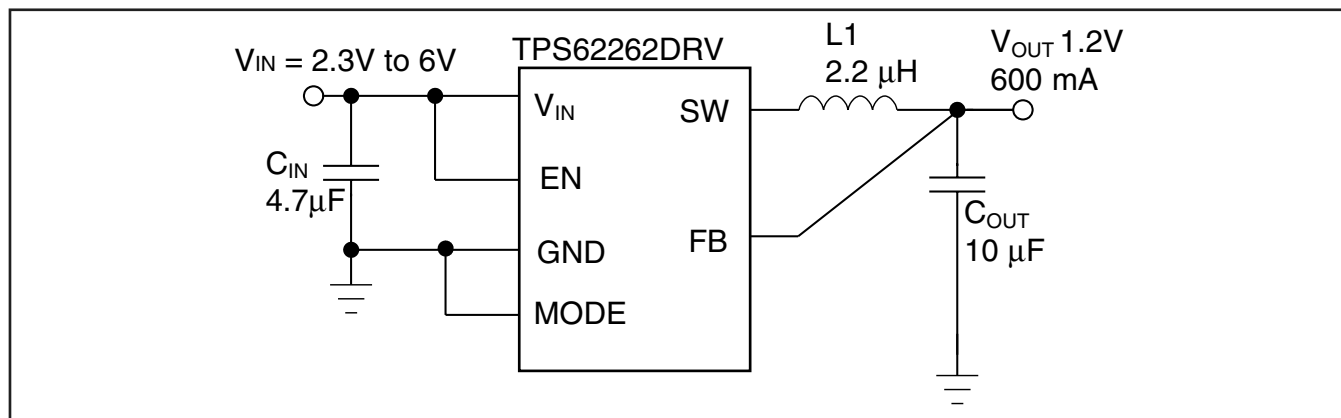 TPS62262DRV
V_IN = 2.3V to 6V
L1
2.2 μH
V_OUT 1.2V
600 mA
V_IN
SW
EN
C_IN
4.7μF
GND
FB
MODE
C_OUT
10 μF